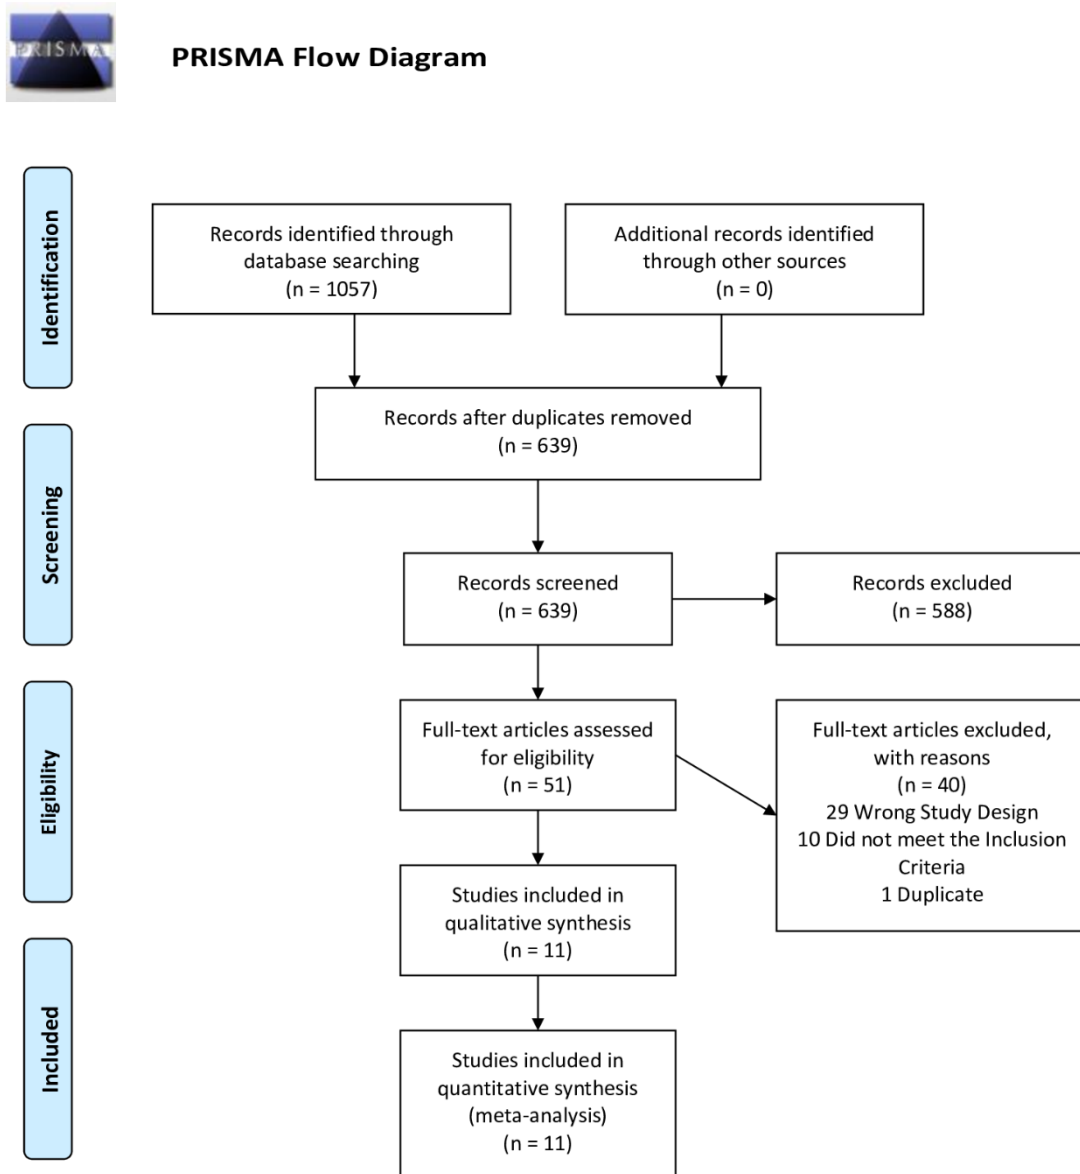 PRISMA
PRISMA Flow Diagram
Identification
Records identified through
database searching
(n = 1057)
Additional records identified
through other sources
(n = 0)
Records after duplicates removed
(n = 639)
Screening
Records screened
(n = 639)
Records excluded
(n = 588)
Eligibility
Full-text articles assessed
for eligibility
(n = 51)
Full-text articles excluded,
with reasons
(n = 40)
29 Wrong Study Design
10 Did not meet the Inclusion
Criteria
1 Duplicate
Studies included in
qualitative synthesis
(n = 11)
Included
Studies included in
quantitative synthesis
(meta-analysis)
(n = 11)